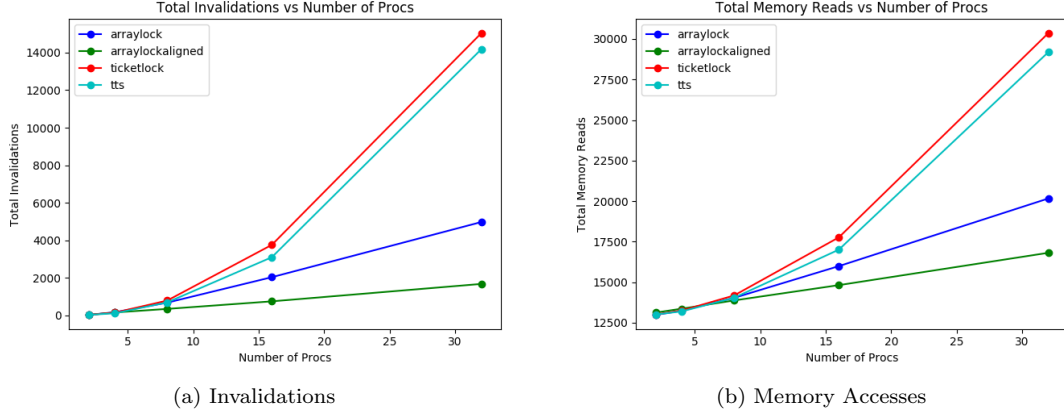 Total Invalidations vs Number of Procs
arraylock
arraylockaligned
ticketlock
tts
14000
12000
10000
8000
6000
4000
2000
0
Total Invalidations
5
10
15
20
25
30
Number of Procs
(a) Invalidations
Total Memory Reads vs Number of Procs
arraylock
arraylockaligned
ticketlock
tts
30000
27500
25000
22500
20000
17500
15000
12500
Total Memory Reads
5
10
15
20
25
30
Number of Procs
(b) Memory Accesses